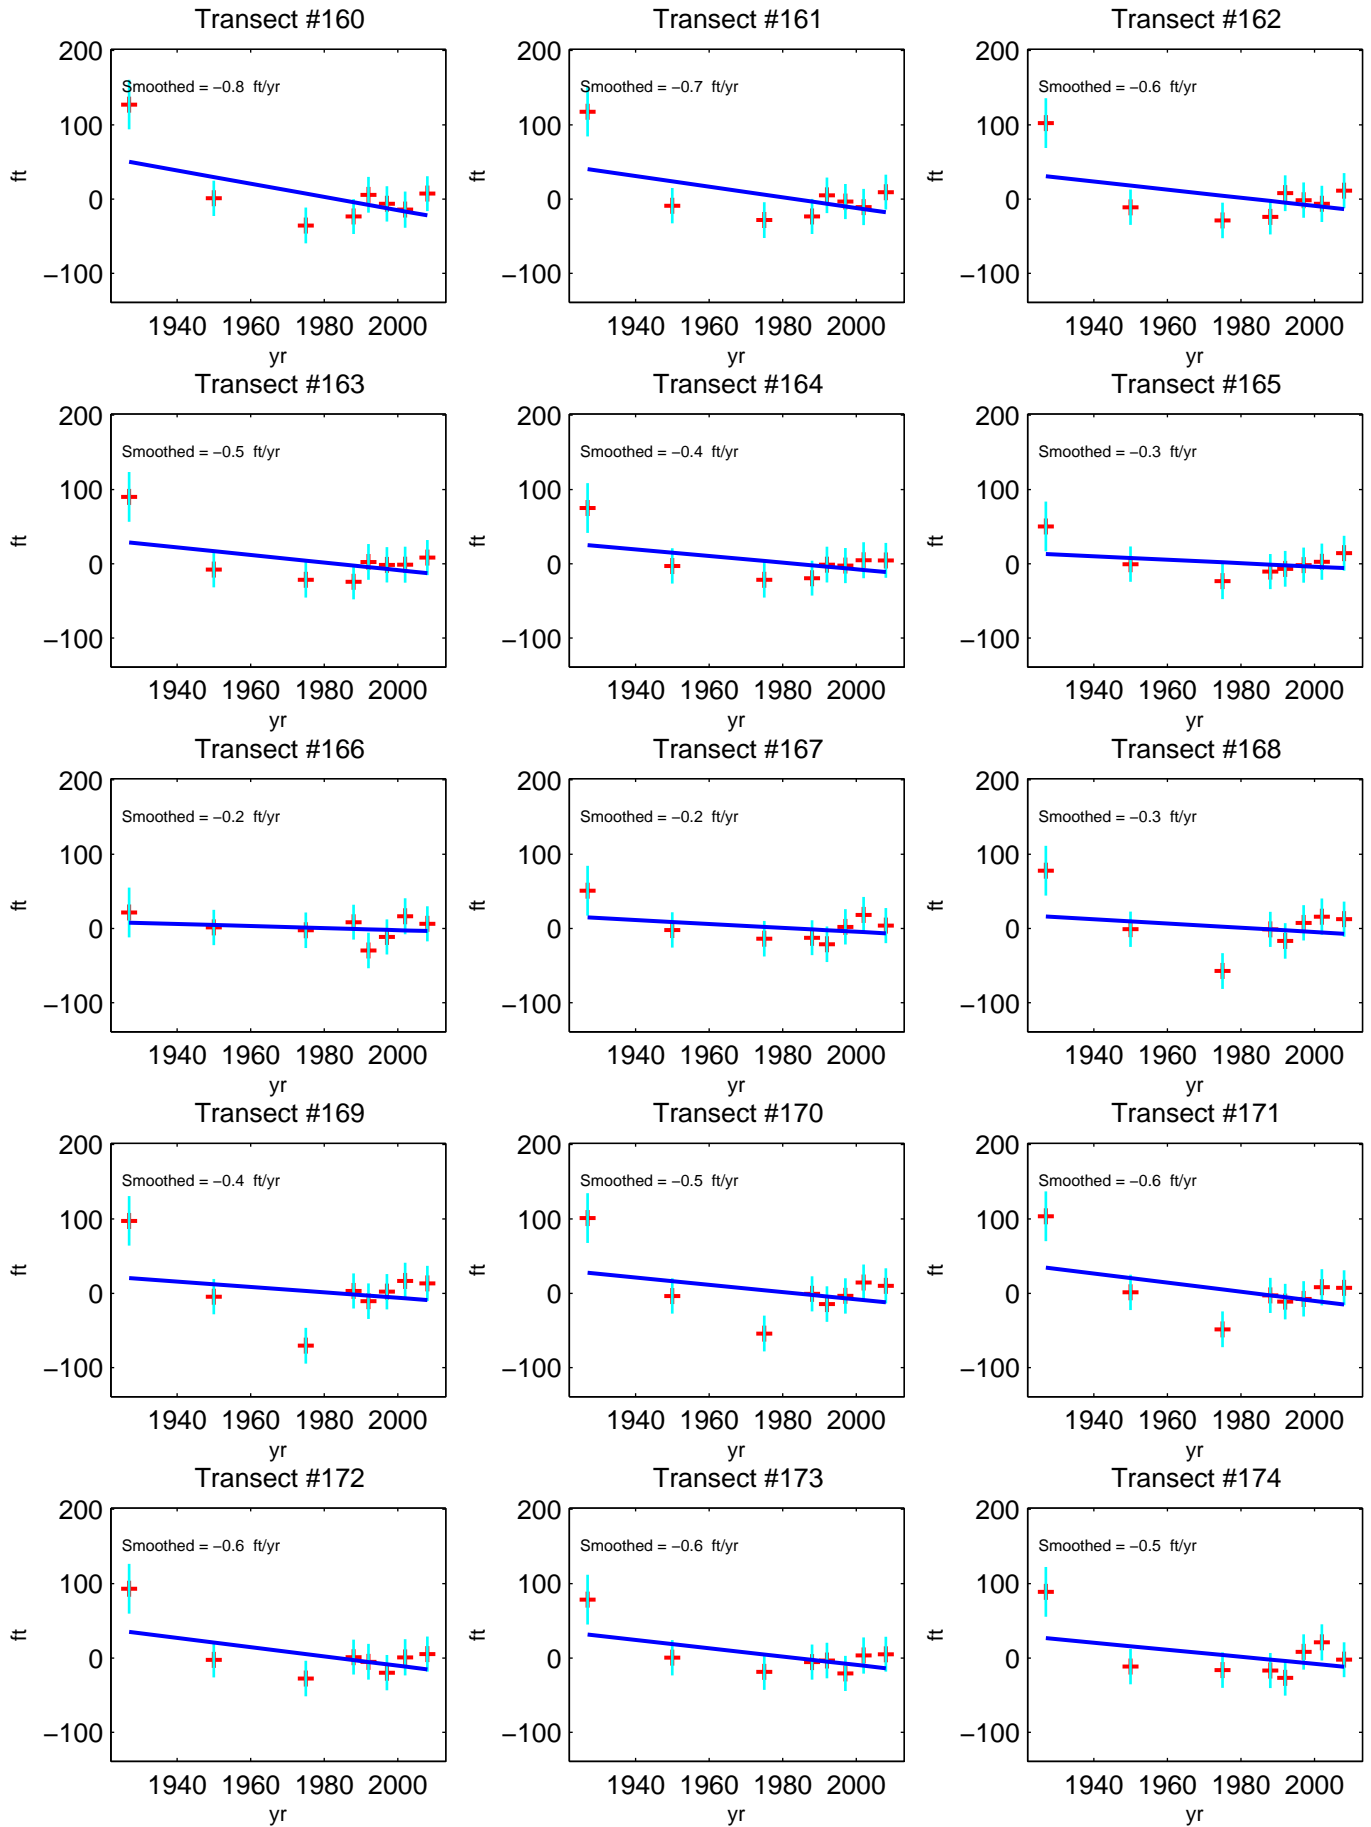 Transect #160 Transect #161 Transect #162
200 200 200
Smoothed = −0.8 ft/yr Smoothed = −0.7 ft/yr Smoothed = −0.6 ft/yr
100 100 100
ft ft ft
0 0 0
−100 −100 −100
1940 1960 1980 2000 1940 1960 1980 2000 1940 1960 1980 2000
yr yr yr
Transect #163 Transect #164 Transect #165
200 200 200
Smoothed = −0.5 ft/yr Smoothed = −0.4 ft/yr Smoothed = −0.3 ft/yr
100 100 100
ft ft ft
0 0 0
−100 −100 −100
1940 1960 1980 2000 1940 1960 1980 2000 1940 1960 1980 2000
yr yr yr
Transect #166 Transect #167 Transect #168
200 200 200
Smoothed = −0.2 ft/yr Smoothed = −0.2 ft/yr Smoothed = −0.3 ft/yr
100 100 100
ft ft ft
0 0 0
−100 −100 −100
1940 1960 1980 2000 1940 1960 1980 2000 1940 1960 1980 2000
yr yr yr
Transect #169 Transect #170 Transect #171
200 200 200
Smoothed = −0.4 ft/yr Smoothed = −0.5 ft/yr Smoothed = −0.6 ft/yr
100 100 100
ft ft ft
0 0 0
−100 −100 −100
1940 1960 1980 2000 1940 1960 1980 2000 1940 1960 1980 2000
yr yr yr
Transect #172 Transect #173 Transect #174
200 200 200
Smoothed = −0.6 ft/yr Smoothed = −0.6 ft/yr Smoothed = −0.5 ft/yr
100 100 100
ft ft ft
0 0 0
−100 −100 −100
1940 1960 1980 2000 1940 1960 1980 2000 1940 1960 1980 2000
yr yr yr